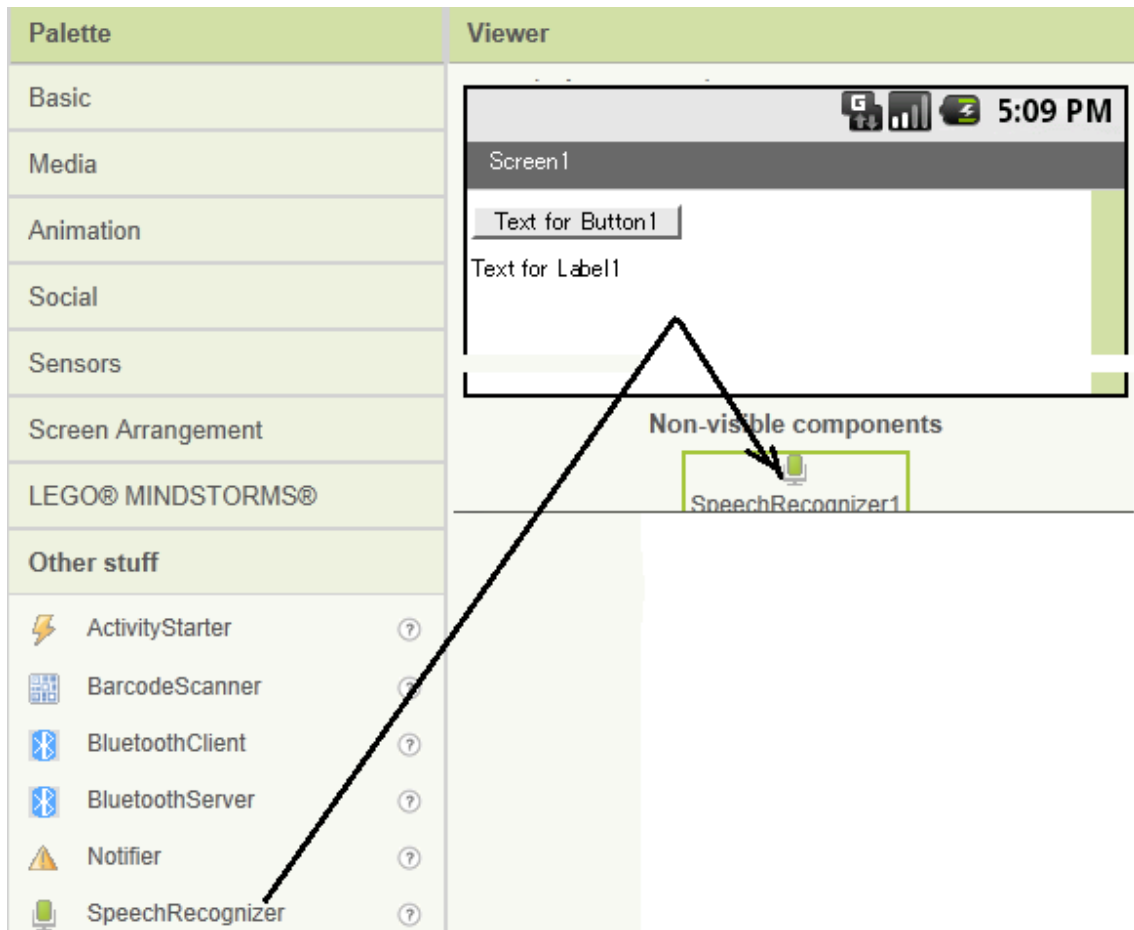 Palette
Basic
Media
Animation
Social
Sensors
Screen Arrangement
LEGO® MINDSTORMS®
Other stuff
ActivityStarter ?
BarcodeScanner ?
BluetoothClient ?
BluetoothServer ?
Notifier ?
SpeechRecognizer ?
Viewer
G 5:09 PM
Screen1
Text for Button1
Text for Label1
Non-visible components
SpeechRecognizer1